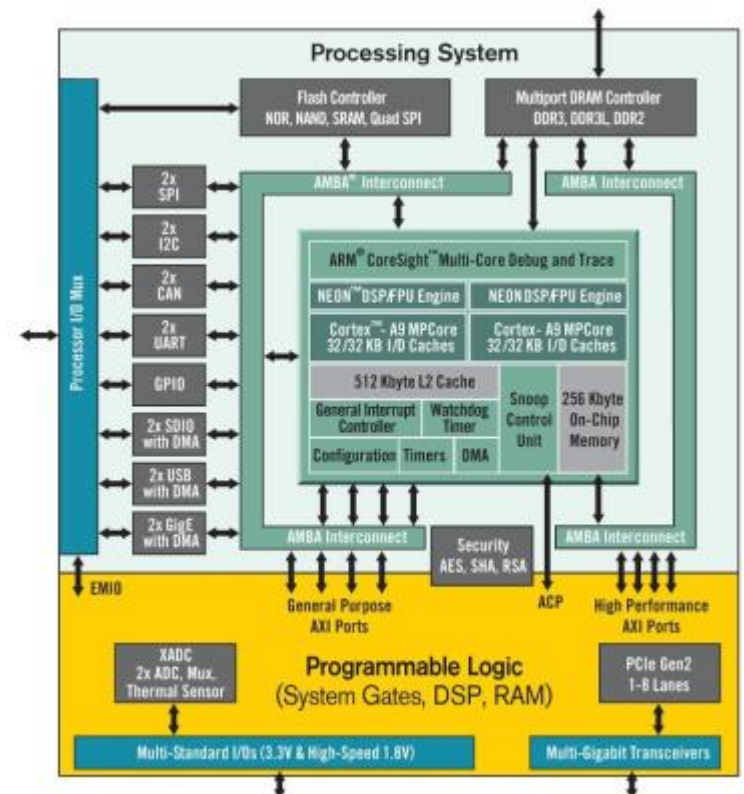 Processing System
Flash Controller
NOR, NAND, SRAM, Quad SPI
Multiport DRAM Controller
DDR3, DDR3L, DDR2
AMBA® Interconnect
AMBA Interconnect
Processor I/O Mux
2x
SPI
2x
I2C
2x
CAN
2x
UART
GPIO
2x SDIO
with DMA
2x USB
with DMA
2x GigE
with DMA
ARM® CoreSight™ Multi-Core Debug and Trace
NEON™ DSP/FPU Engine
NEON DSP/FPU Engine
Cortex™- A9 MPCore
32/32 KB I/D Caches
Cortex- A9 MPCore
32/32 KB I/D Caches
512 Kbyte L2 Cache
General Interrupt
Controller
Watchdog
Timer
Configuration
Timers
DMA
Snoop
Control
Unit
256 Kbyte
On-Chip
Memory
AMBA Interconnect
Security
AES, SHA, RSA
AMBA Interconnect
EMIO
General Purpose
AXI Ports
ACP
High Performance
AXI Ports
XADC
2x ADC, Mux,
Thermal Sensor
Programmable Logic
(System Gates, DSP, RAM)
PCIe Gen2
1-8 Lanes
Multi-Standard I/Os (3.3V & High-Speed 1.8V)
Multi-Gigabit Transceivers